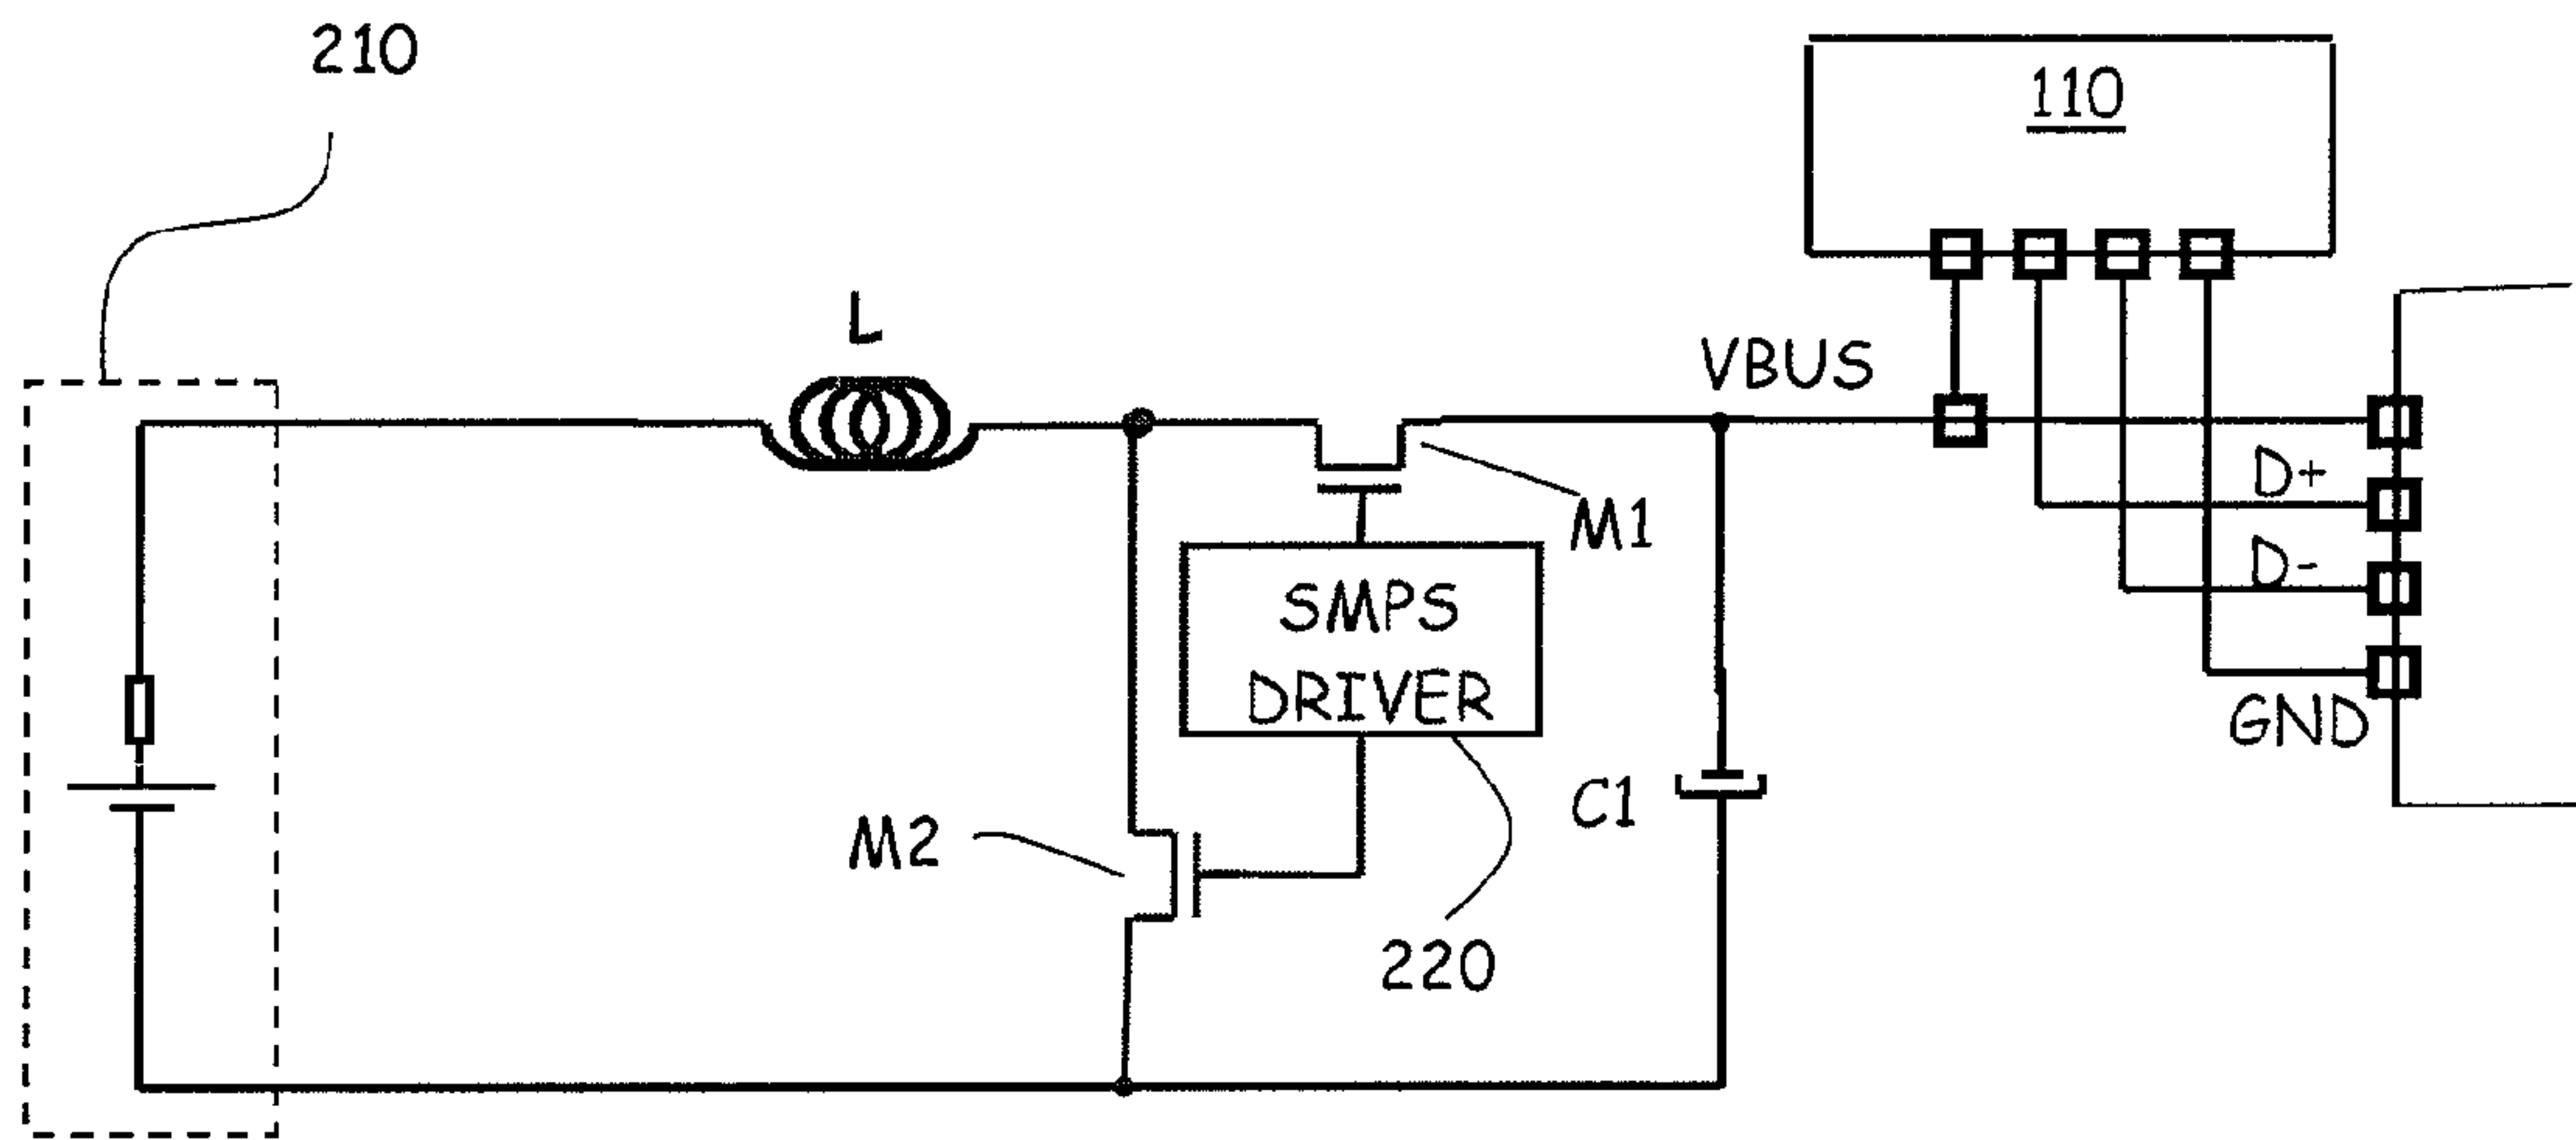 210
110
L
VBUS
D+
M1
SMPS
DRIVER
D-
GND
C1
M2
220